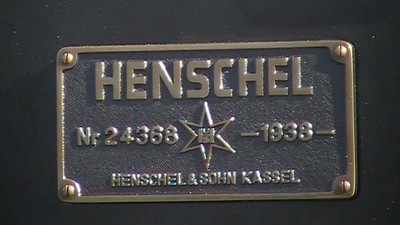 HENSCHEL
Nr 24368 H —1938—
HENSCHEL & SOHN KASSEL